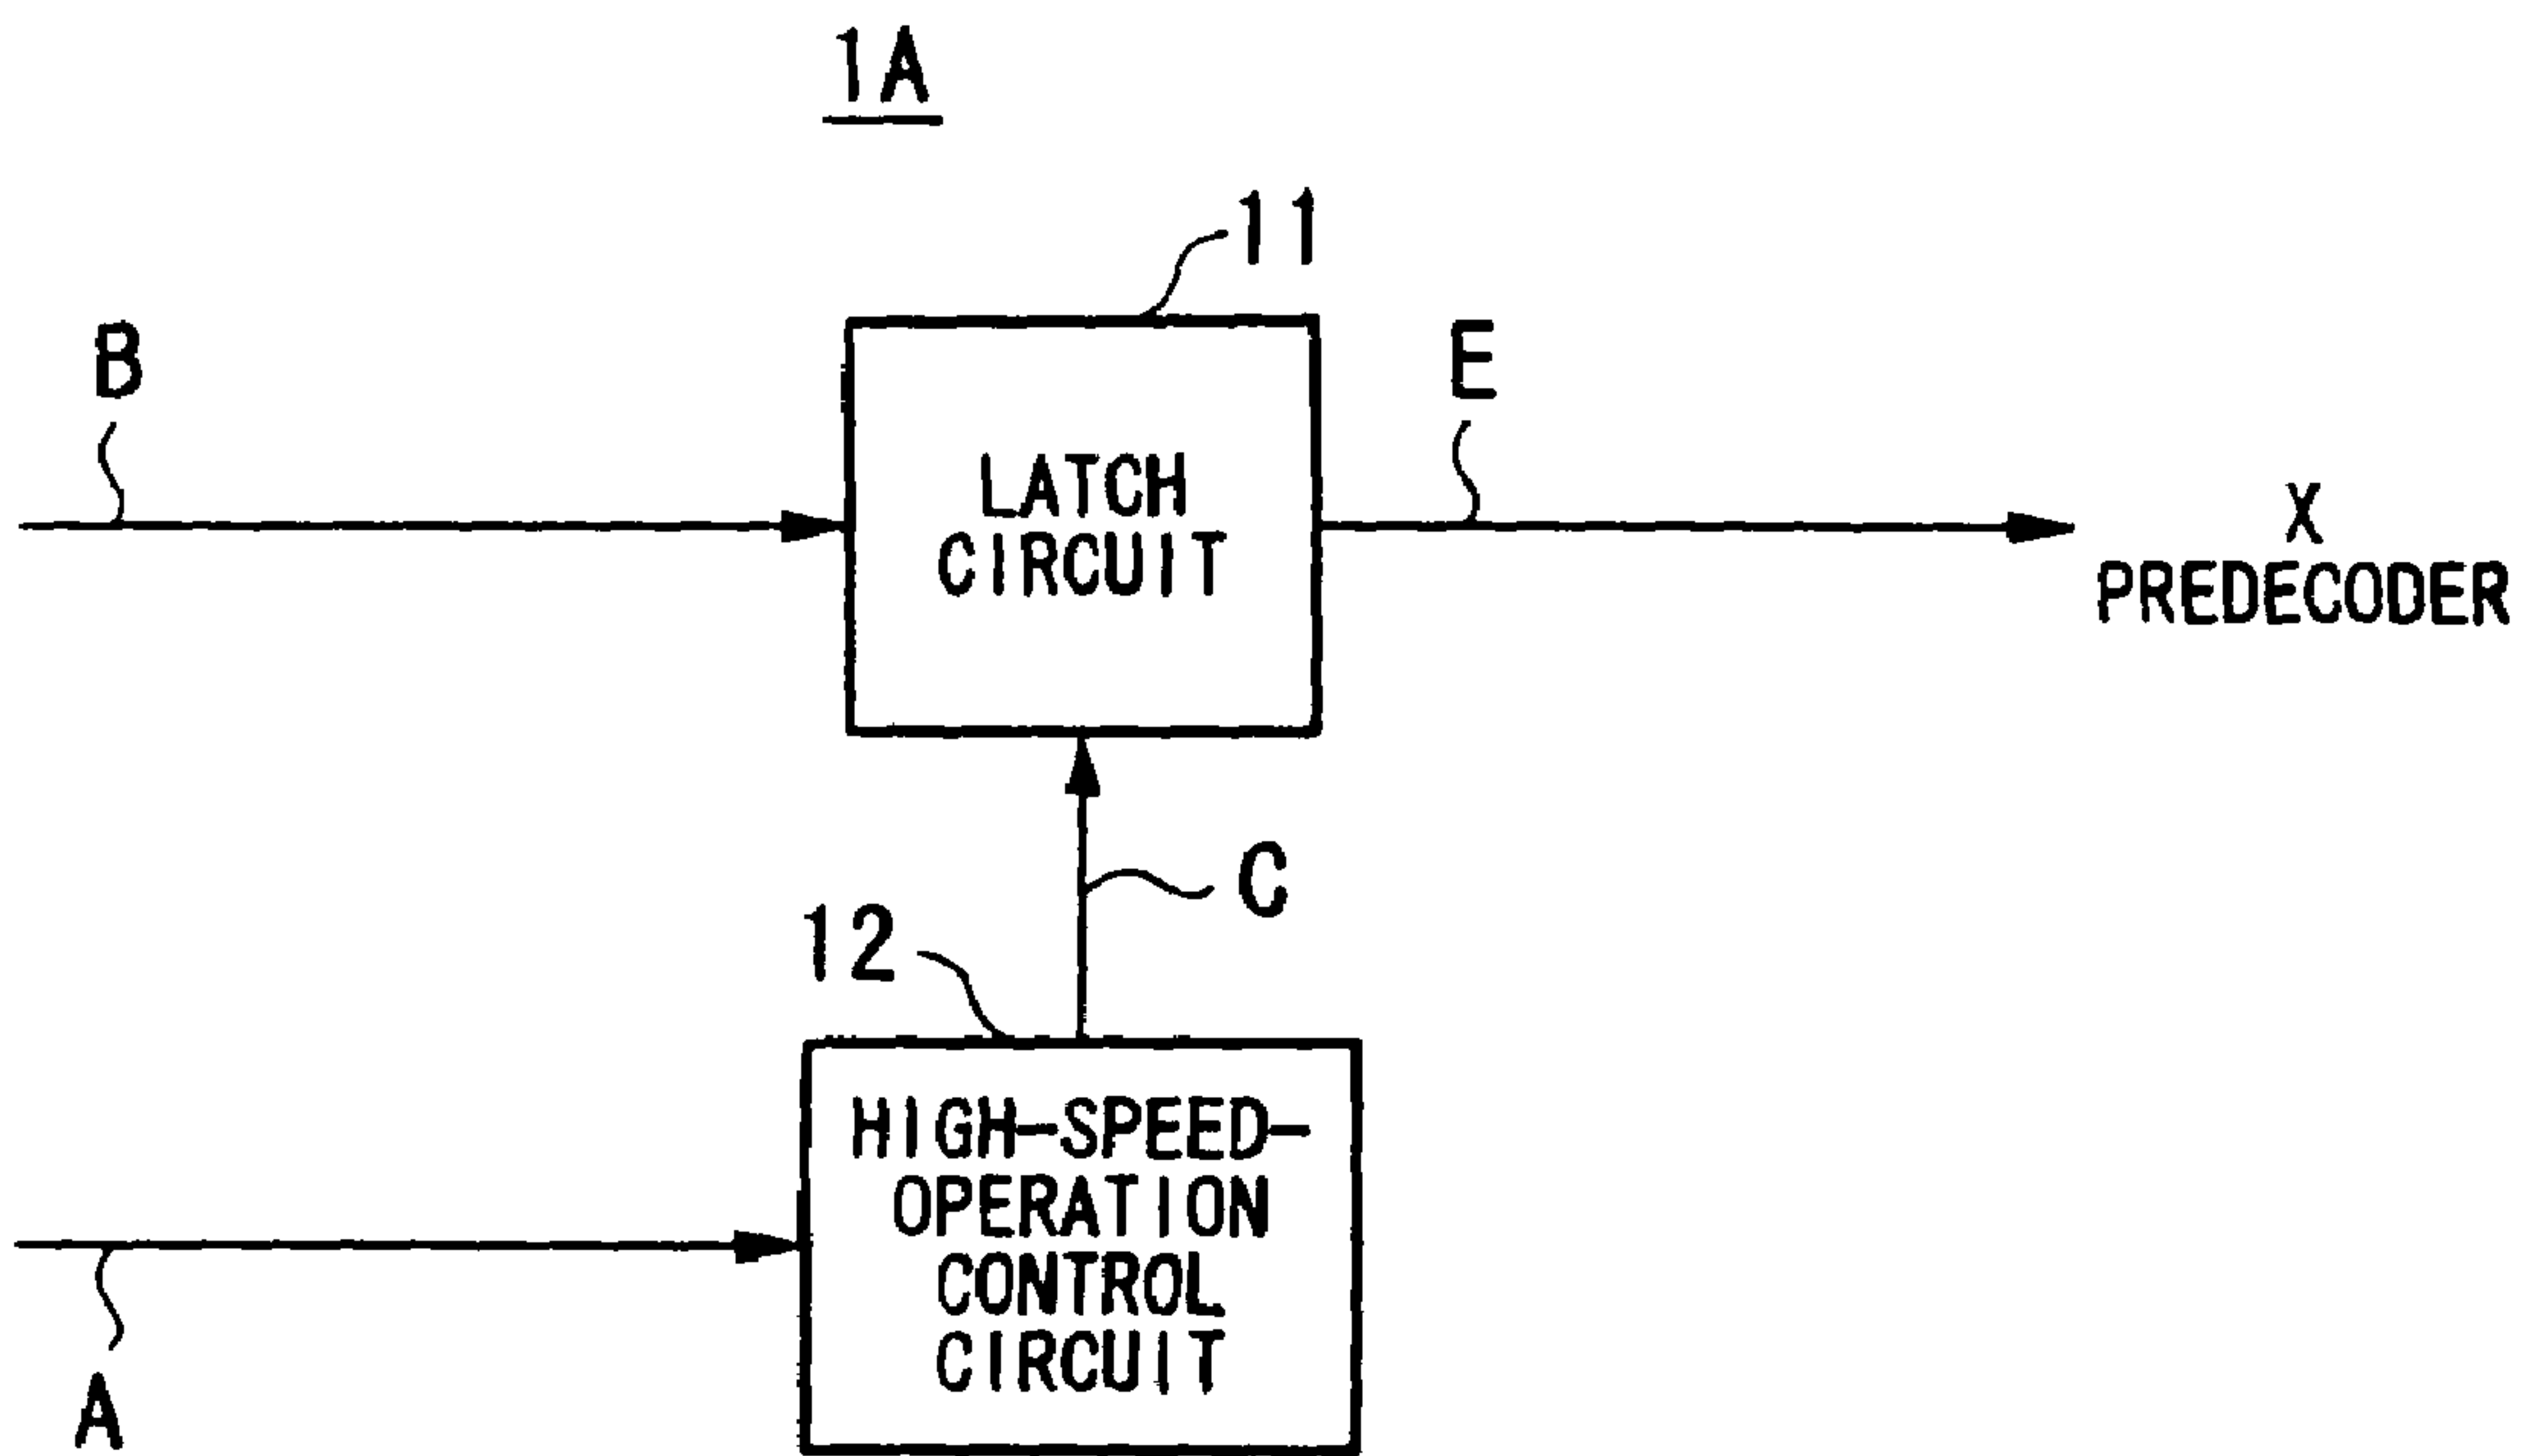 1A
11
B
E
LATCH
CIRCUIT
X
PREDECODER
C
12
HIGH-SPEED-
OPERATION
CONTROL
CIRCUIT
A